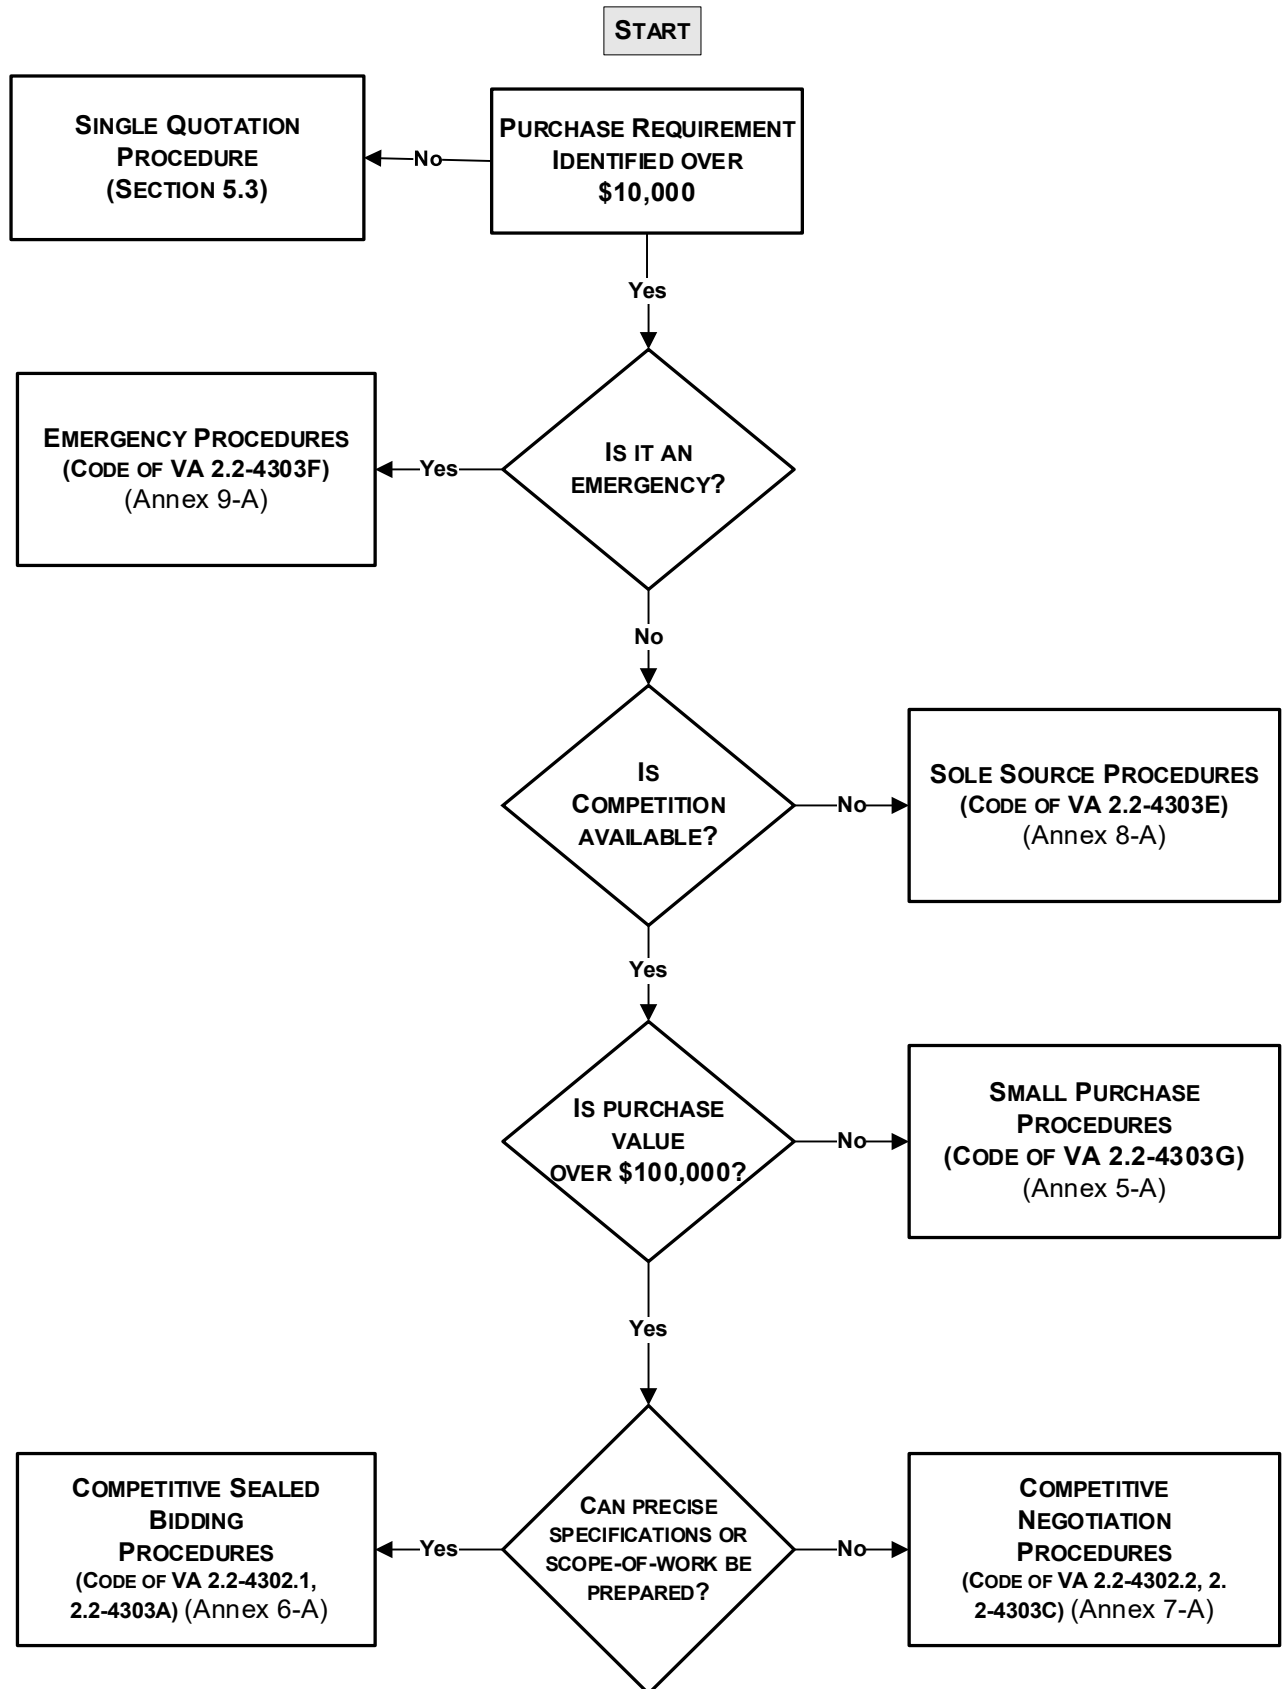 START
SINGLE QUOTATION
PROCEDURE
(SECTION 5.3)
No
PURCHASE REQUIREMENT
IDENTIFIED OVER
$10,000
Yes
EMERGENCY PROCEDURES
(CODE OF VA 2.2-4303F)
(Annex 9-A)
Yes
IS IT AN
EMERGENCY?
No
IS
COMPETITION
AVAILABLE?
No
SOLE SOURCE PROCEDURES
(CODE OF VA 2.2-4303E)
(Annex 8-A)
Yes
IS PURCHASE
VALUE
OVER $100,000?
No
SMALL PURCHASE
PROCEDURES
(CODE OF VA 2.2-4303G)
(Annex 5-A)
Yes
COMPETITIVE SEALED
BIDDING
PROCEDURES
(CODE OF VA 2.2-4302.1,
2.2-4303A) (Annex 6-A)
Yes
CAN PRECISE
SPECIFICATIONS OR
SCOPE-OF-WORK BE
PREPARED?
No
COMPETITIVE
NEGOTIATION
PROCEDURES
(CODE OF VA 2.2-4302.2, 2.
2-4303C) (Annex 7-A)